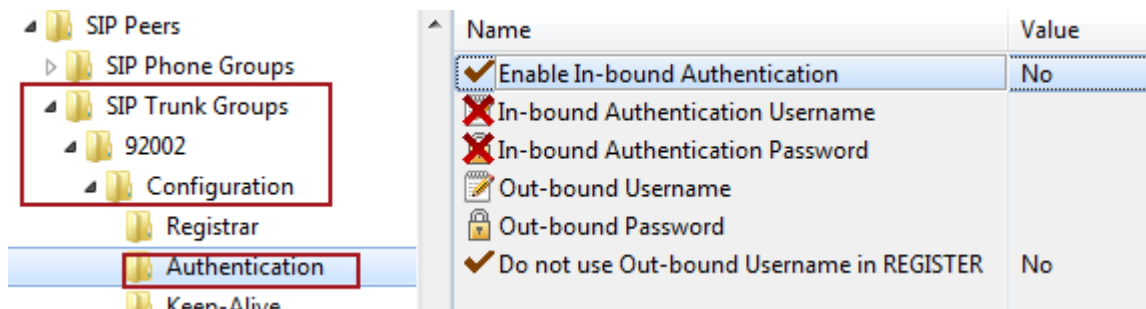 SIP Peers
SIP Phone Groups
SIP Trunk Groups
92002
Configuration
Registrar
Authentication
Keep-Alive
Name Value
Enable In-bound Authentication No
In-bound Authentication Username
In-bound Authentication Password
Out-bound Username
Out-bound Password
Do not use Out-bound Username in REGISTER No